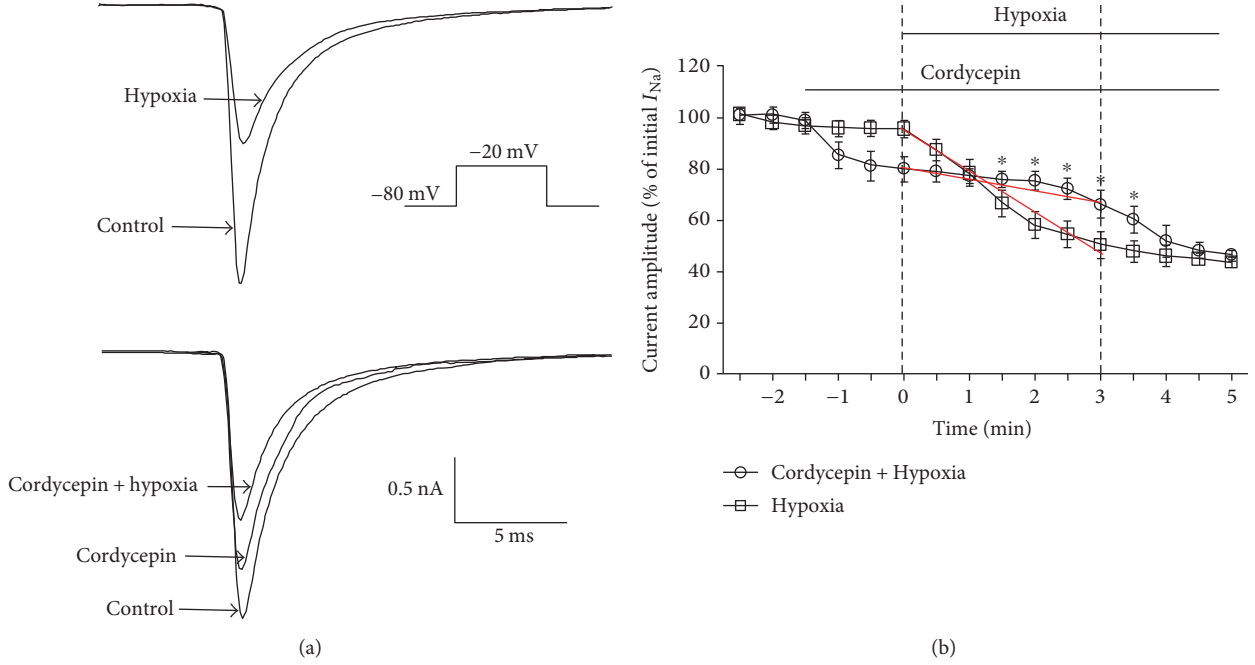 Hypoxia
−20 mV
−80 mV
Control
Cordycepin + hypoxia
0.5 nA
5 ms
Cordycepin
Control
(a)
Hypoxia
Cordycepin
Current amplitude (% of initial I_Na)
120
100
80
60
40
20
0
* * * * *
−2 −1 0 1 2 3 4 5
Time (min)
Cordycepin + Hypoxia
Hypoxia
(b)